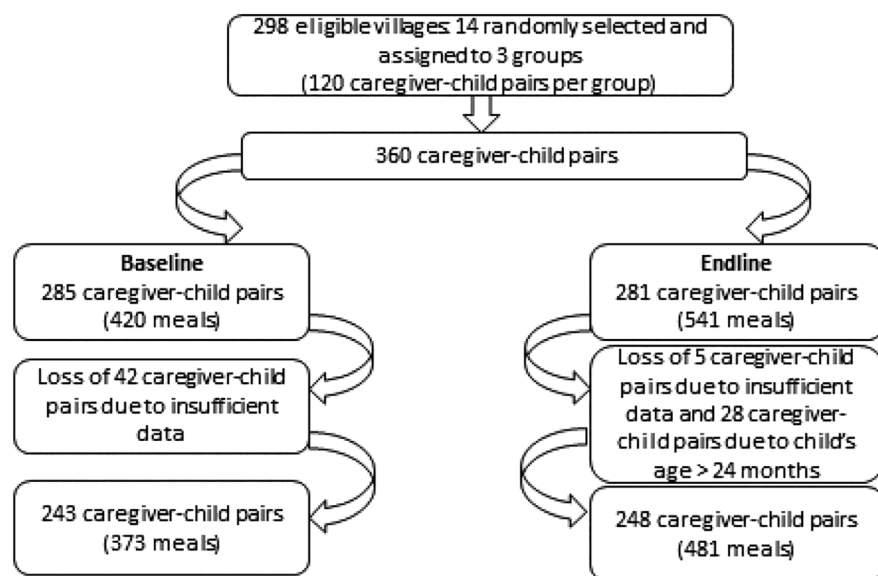 298 eligible villages: 14 randomly selected and
assigned to 3 groups
(120 caregiver-child pairs per group)
360 caregiver-child pairs
Baseline
285 caregiver-child pairs
(420 meals)
Loss of 42 caregiver-child
pairs due to insufficient
data
243 caregiver-child pairs
(373 meals)
Endline
281 caregiver-child pairs
(541 meals)
Loss of 5 caregiver-child
pairs due to insufficient
data and 28 caregiver-
child pairs due to child's
age > 24 months
248 caregiver-child pairs
(481 meals)